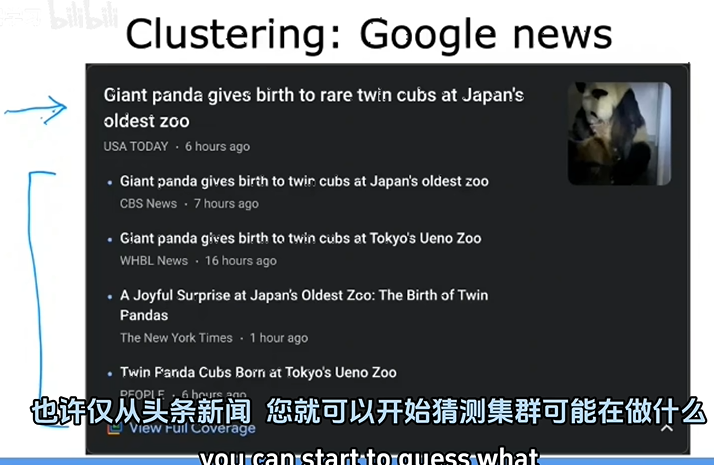 bilibili
Clustering: Google news
Giant panda gives birth to rare twin cubs at Japan's
oldest zoo
USA TODAY · 6 hours ago
• Giant panda gives birth to twin cubs at Japan's oldest zoo
CBS News · 7 hours ago
• Giant panda gives birth to twin cubs at Tokyo's Ueno Zoo
WHBL News · 16 hours ago
• A Joyful Surprise at Japan's Oldest Zoo: The Birth of Twin
Pandas
The New York Times · 1 hour ago
• Twin Panda Cubs Born at Tokyo's Ueno Zoo
PEOPLE · 6 hours ago
也许仅从头条新闻 您就可以开始猜测集群可能在做什么
View Full Coverage
you can start to guess what